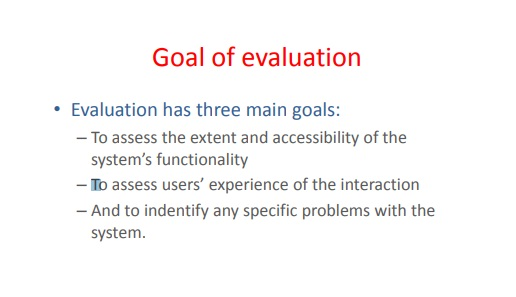 Goal of evaluation
• Evaluation has three main goals:
– To assess the extent and accessibility of the
system’s functionality
– To assess users’ experience of the interaction
– And to indentify any specific problems with the
system.